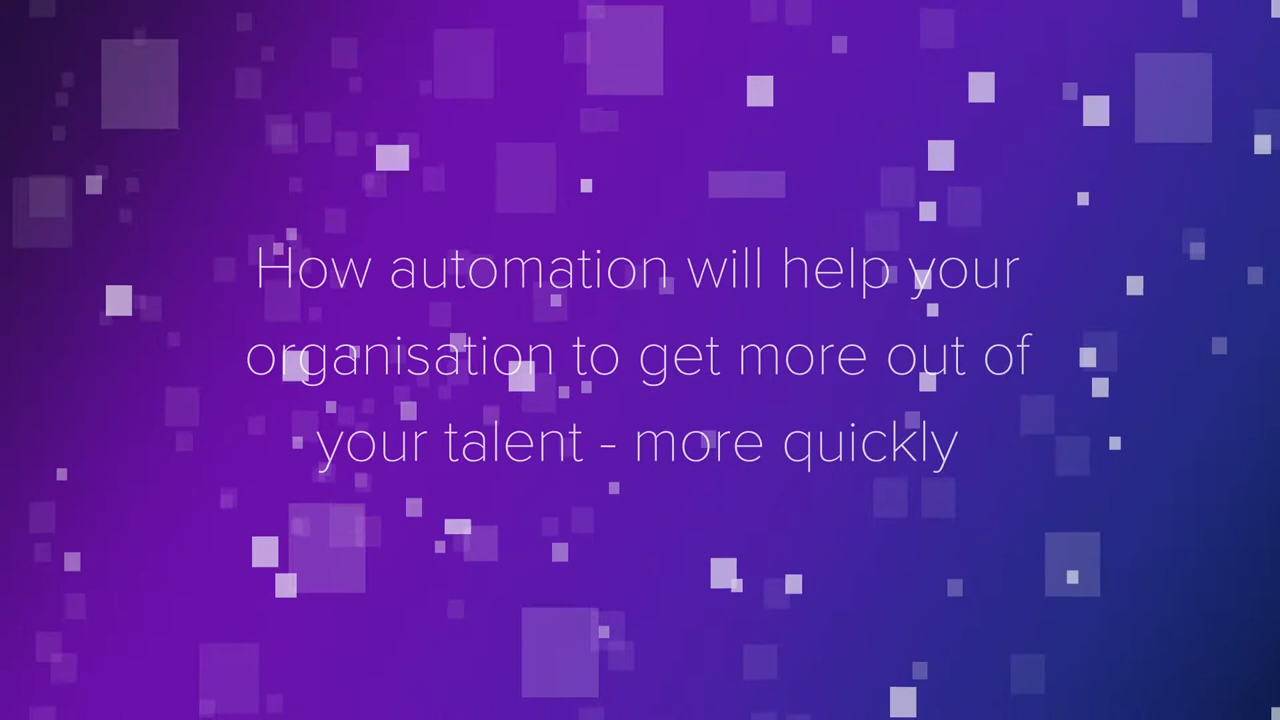 How automation will help your
organisation to get more out of
your talent - more quickly